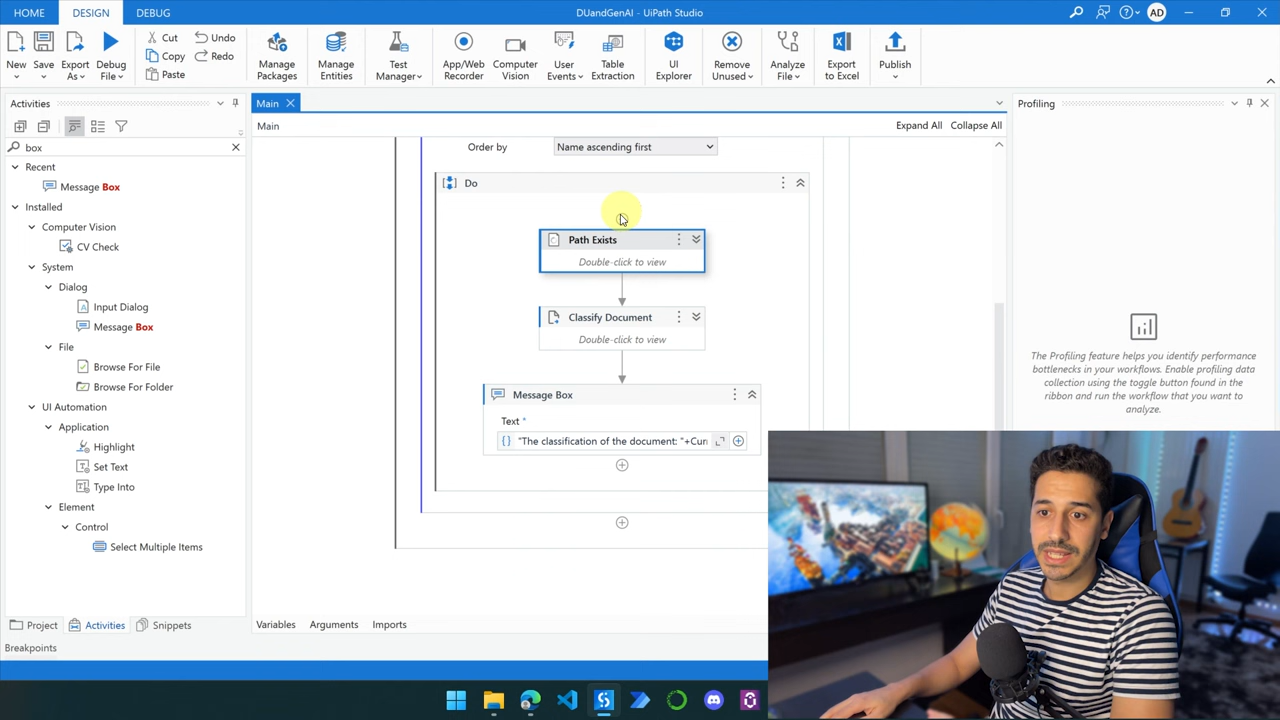 HOME
DESIGN
DEBUG
DUandGenAI - UiPath Studio
AD
New
Save
Export As
Debug File
Cut
Copy
Paste
Undo
Redo
Manage Packages
Manage Entities
Test Manager
App/Web Recorder
Computer Vision
User Events
Table Extraction
UI Explorer
Remove Unused
Analyze File
Export to Excel
Publish
Activities
box
Recent
Message Box
Installed
Computer Vision
CV Check
System
Dialog
Input Dialog
Message Box
File
Browse For File
Browse For Folder
UI Automation
Application
Highlight
Set Text
Type Into
Element
Control
Select Multiple Items
Project
Activities
Snippets
Breakpoints
Main
Main
Expand All
Collapse All
Order by
Name ascending first
Do
Path Exists
Double-click to view
Classify Document
Double-click to view
Message Box
Text *
"The classification of the document: "+Curr
Variables
Arguments
Imports
Profiling
The Profiling feature helps you identify performance
bottlenecks in your workflows. Enable profiling data
collection using the toggle button found in the
ribbon and run the workflow that you want to
analyze.